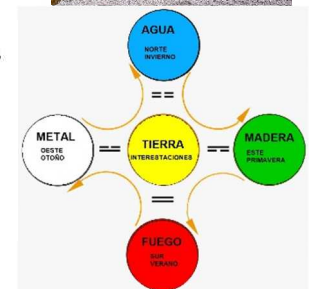 AGUA
NORTE
INVIERNO
==
METAL
OESTE
OTOÑO
==
TIERRA
INTERESTACIONES
==
MADERA
ESTE
PRIMAVERA
==
FUEGO
SUR
VERANO